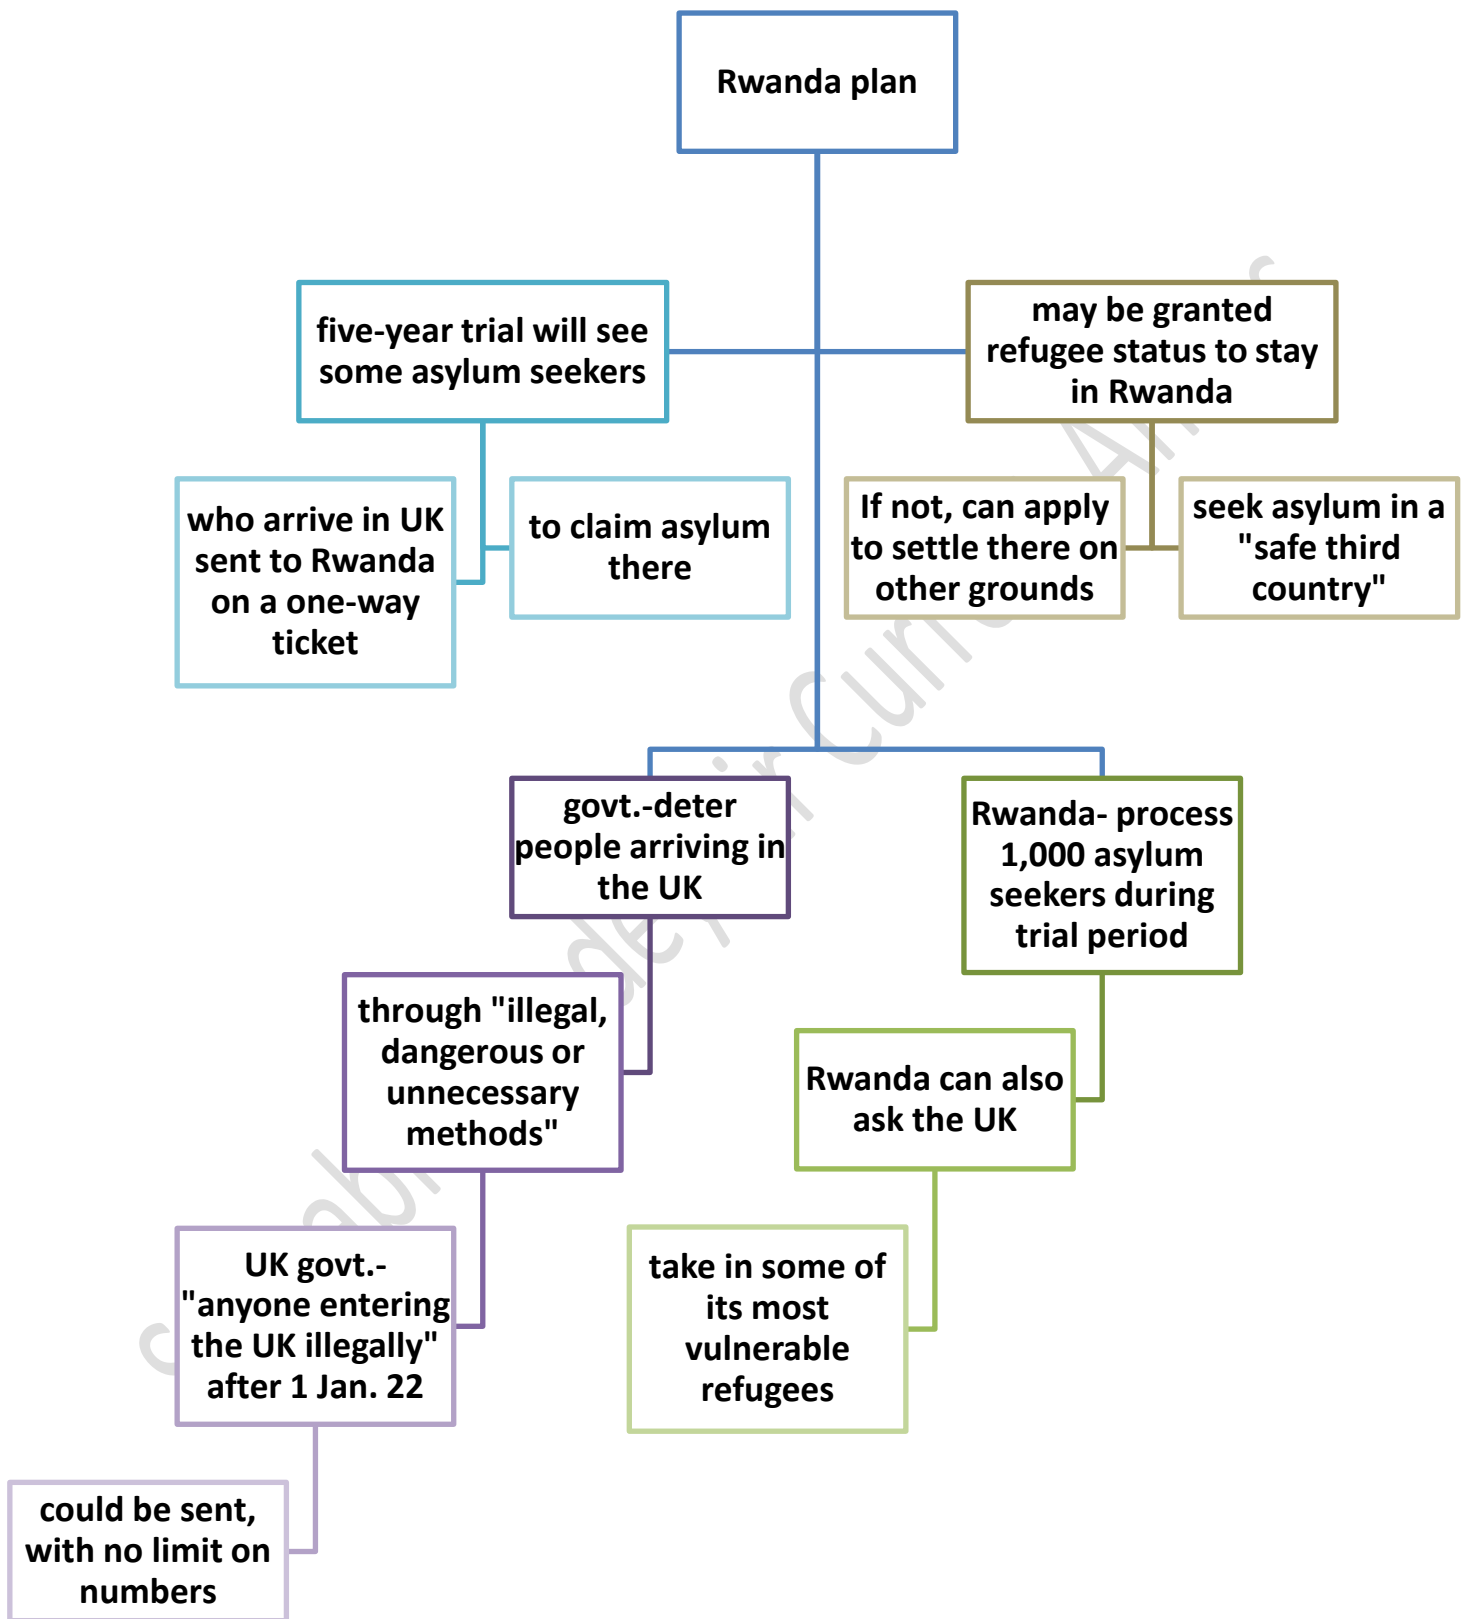 Rwanda plan
five-year trial will see
some asylum seekers
who arrive in UK
sent to Rwanda
on a one-way
ticket
to claim asylum
there
may be granted
refugee status to stay
in Rwanda
If not, can apply
to settle there on
other grounds
seek asylum in a
"safe third
country"
govt.-deter
people arriving in
the UK
through "illegal,
dangerous or
unnecessary
methods"
UK govt.-
"anyone entering
the UK illegally"
after 1 Jan. 22
could be sent,
with no limit on
numbers
Rwanda- process
1,000 asylum
seekers during
trial period
Rwanda can also
ask the UK
take in some of
its most
vulnerable
refugees